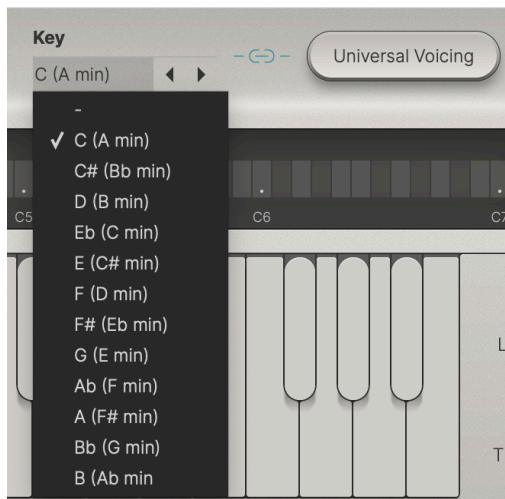 Key
C (A min)
Universal Voicing
-
C (A min)
C# (Bb min)
D (B min)
Eb (C min)
E (C# min)
F (D min)
F# (Eb min)
G (E min)
Ab (F min)
A (F# min)
Bb (G min)
B (Ab min
C5
C6
C7
L
T